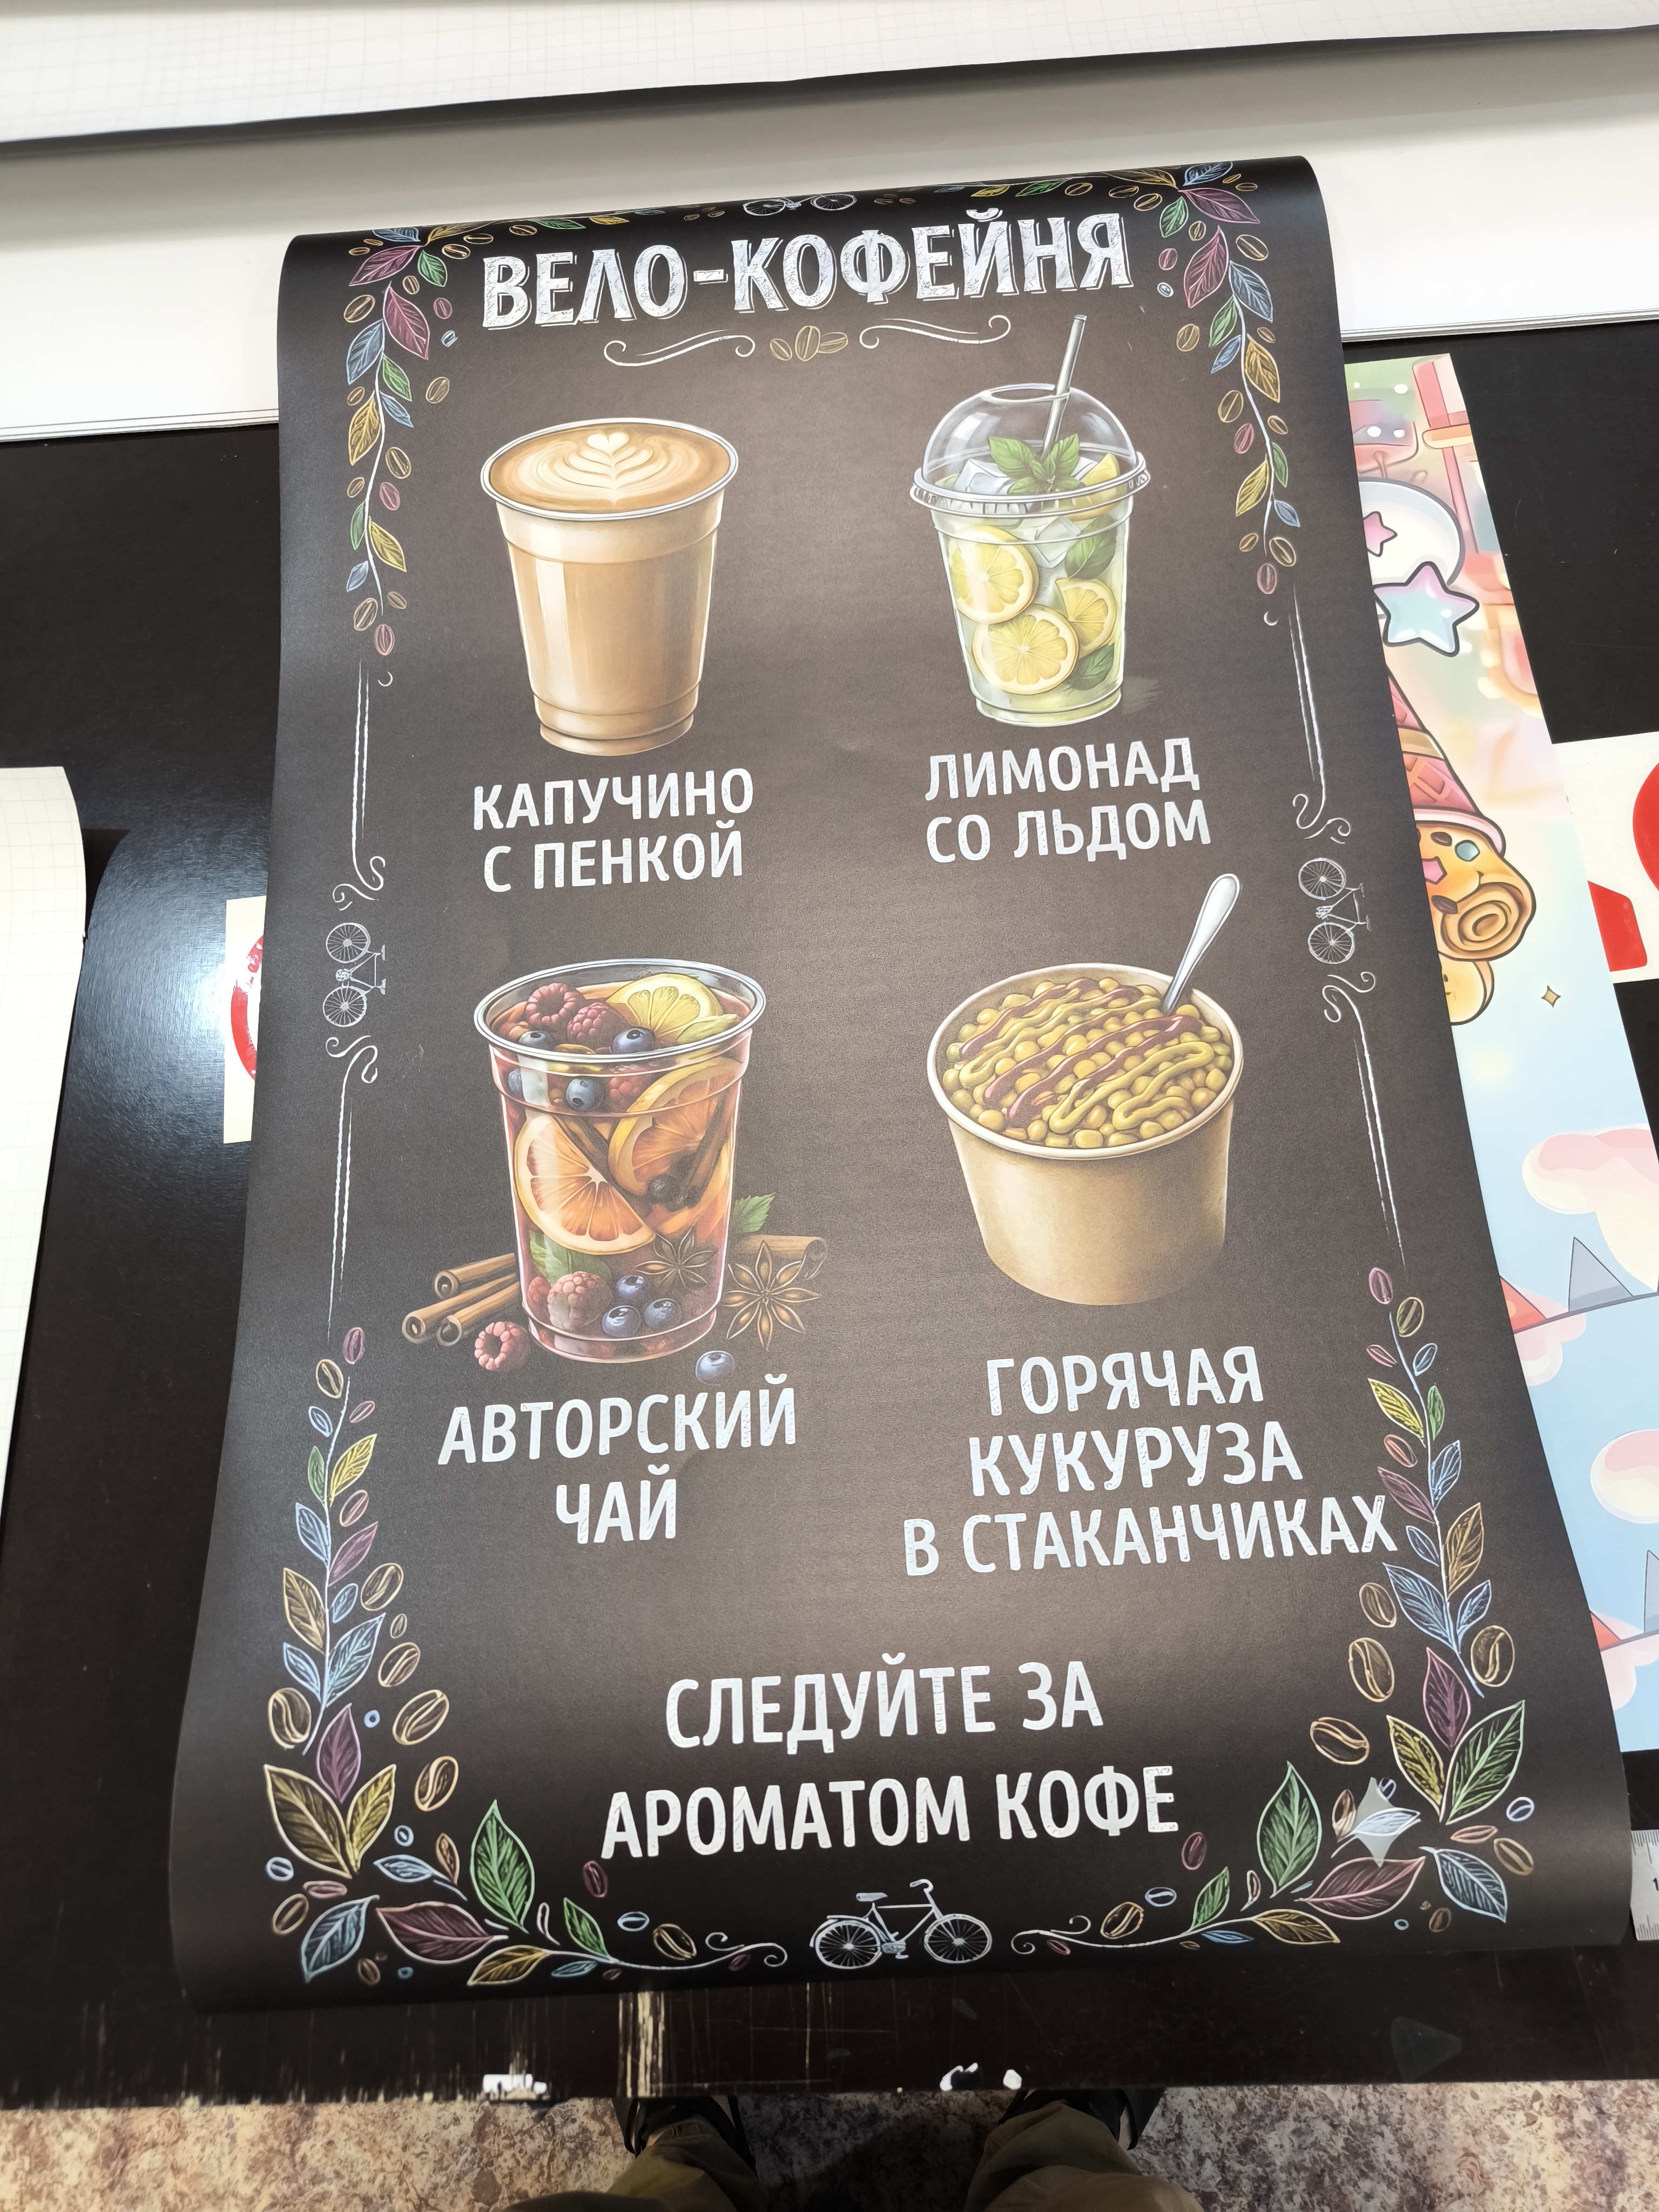 ВЕЛО-КОФЕЙНЯ
КАПУЧИНО
С ПЕНКОЙ
ЛИМОНАД
СО ЛЬДОМ
АВТОРСКИЙ
ЧАЙ
ГОРЯЧАЯ
КУКУРУЗА
В СТАКАНЧИКАХ
СЛЕДУЙТЕ ЗА
АРОМАТОМ КОФЕ